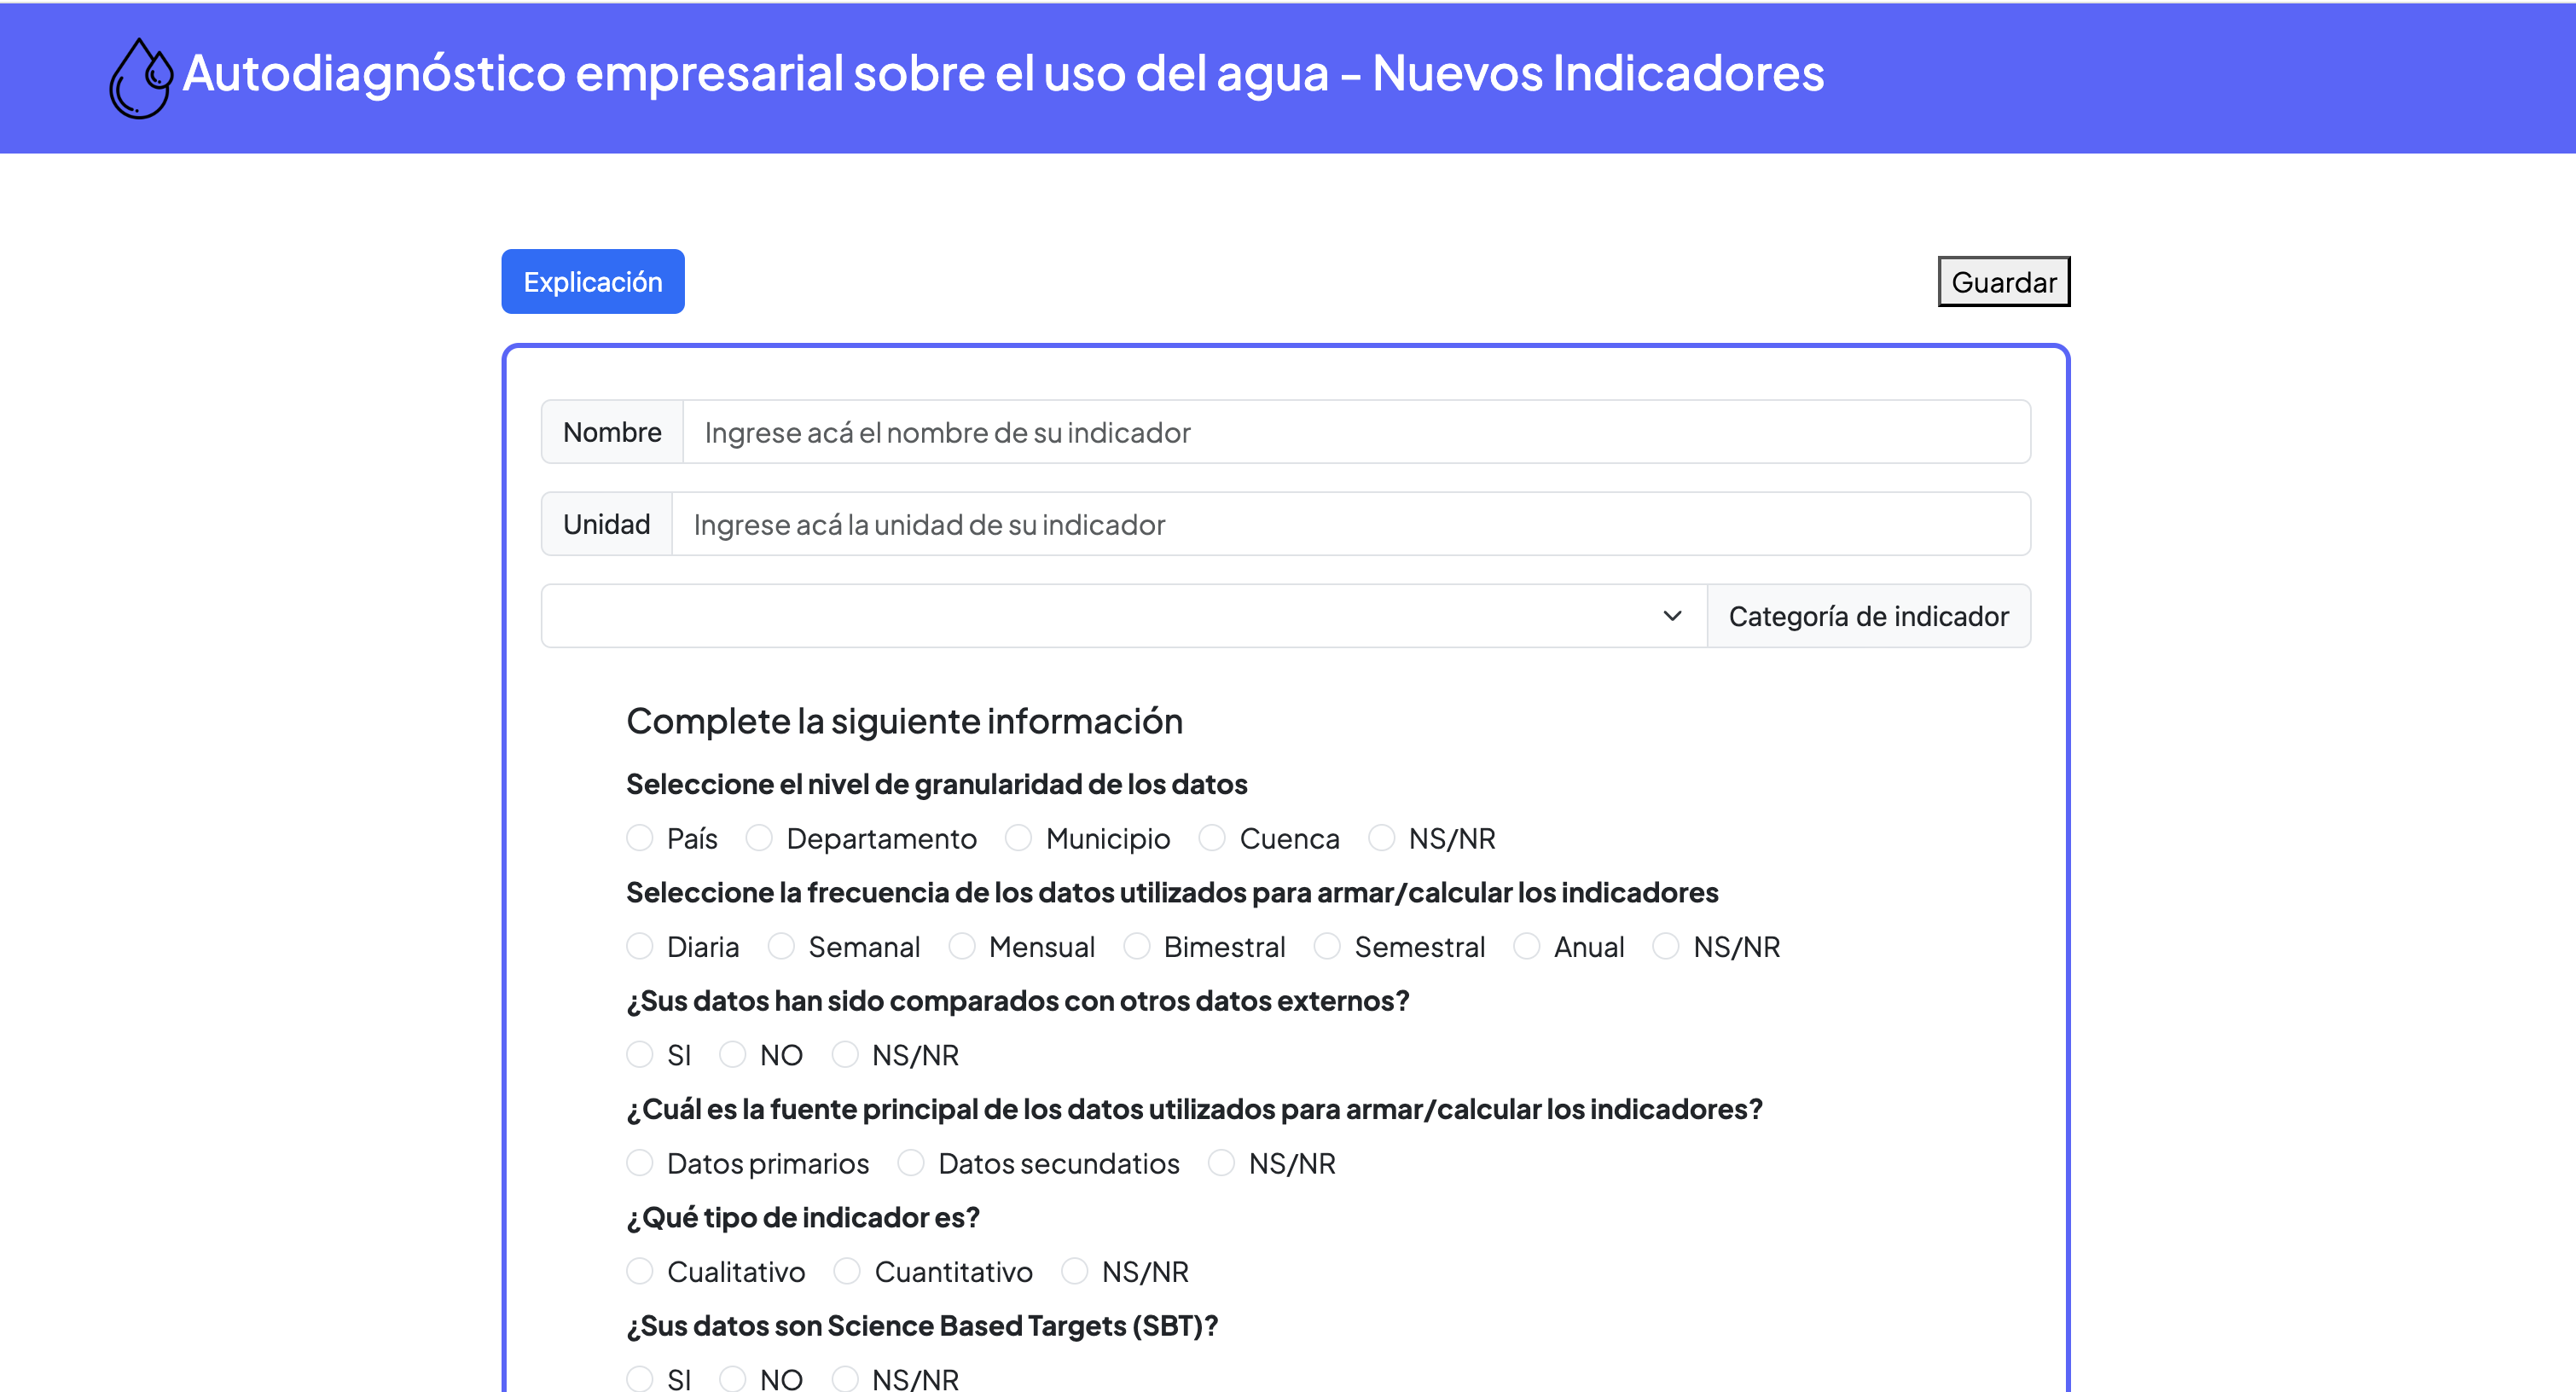 Autodiagnóstico empresarial sobre el uso del agua - Nuevos Indicadores
Explicación
Guardar
Nombre Ingrese acá el nombre de su indicador
Unidad Ingrese acá la unidad de su indicador
Categoría de indicador
Complete la siguiente información
Seleccione el nivel de granularidad de los datos
País Departamento Municipio Cuenca NS/NR
Seleccione la frecuencia de los datos utilizados para armar/calcular los indicadores
Diaria Semanal Mensual Bimestral Semestral Anual NS/NR
¿Sus datos han sido comparados con otros datos externos?
SI NO NS/NR
¿Cuál es la fuente principal de los datos utilizados para armar/calcular los indicadores?
Datos primarios Datos secundatios NS/NR
¿Qué tipo de indicador es?
Cualitativo Cuantitativo NS/NR
¿Sus datos son Science Based Targets (SBT)?
SI NO NS/NR